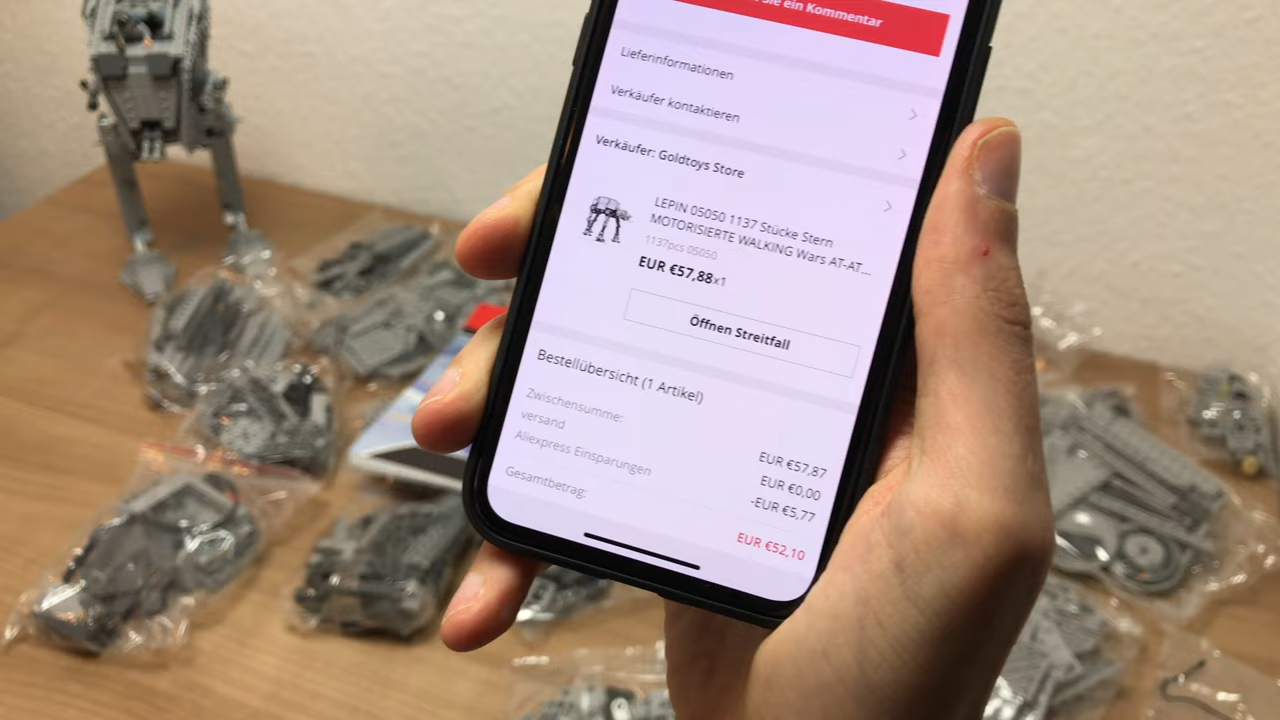 Sie ein Kommentar
Lieferinformationen
Verkäufer kontaktieren
Verkäufer: Goldtoys Store
LEPIN 05050 1137 Stücke Stern
MOTORISIERTE WALKING Wars AT-AT...
1137pcs 05050
EUR €57,88x1
Öffnen Streitfall
Bestellübersicht (1 Artikel)
Zwischensumme: EUR €57,87
versand EUR €0,00
Aliexpress Einsparungen -EUR €5,77
Gesamtbetrag: EUR €52,10